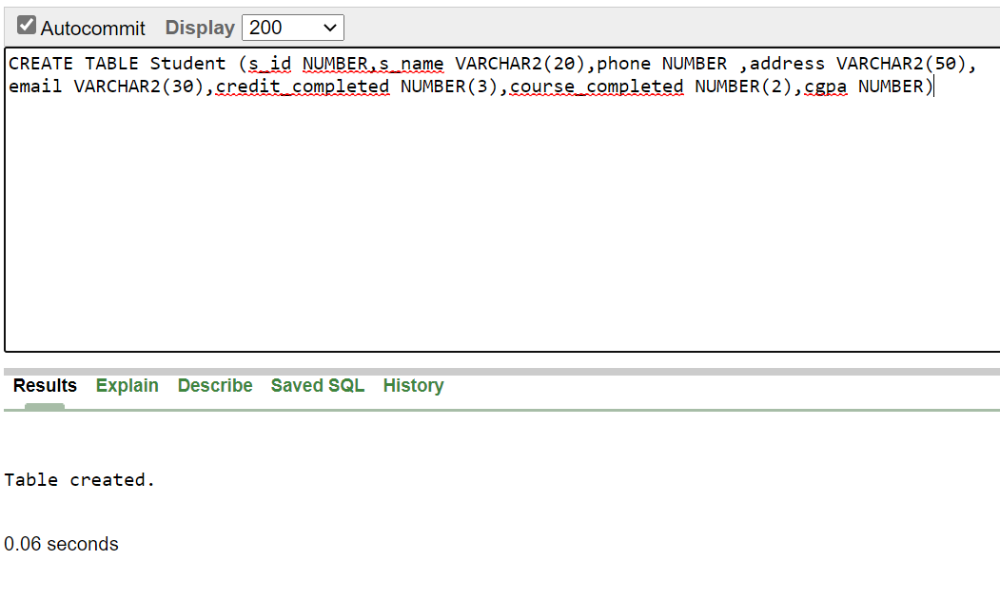 Autocommit Display 200
CREATE TABLE Student (s_id NUMBER,s_name VARCHAR2(20),phone NUMBER ,address VARCHAR2(50),
email VARCHAR2(30),credit_completed NUMBER(3),course_completed NUMBER(2),cgpa NUMBER)
Results Explain Describe Saved SQL History
Table created.
0.06 seconds